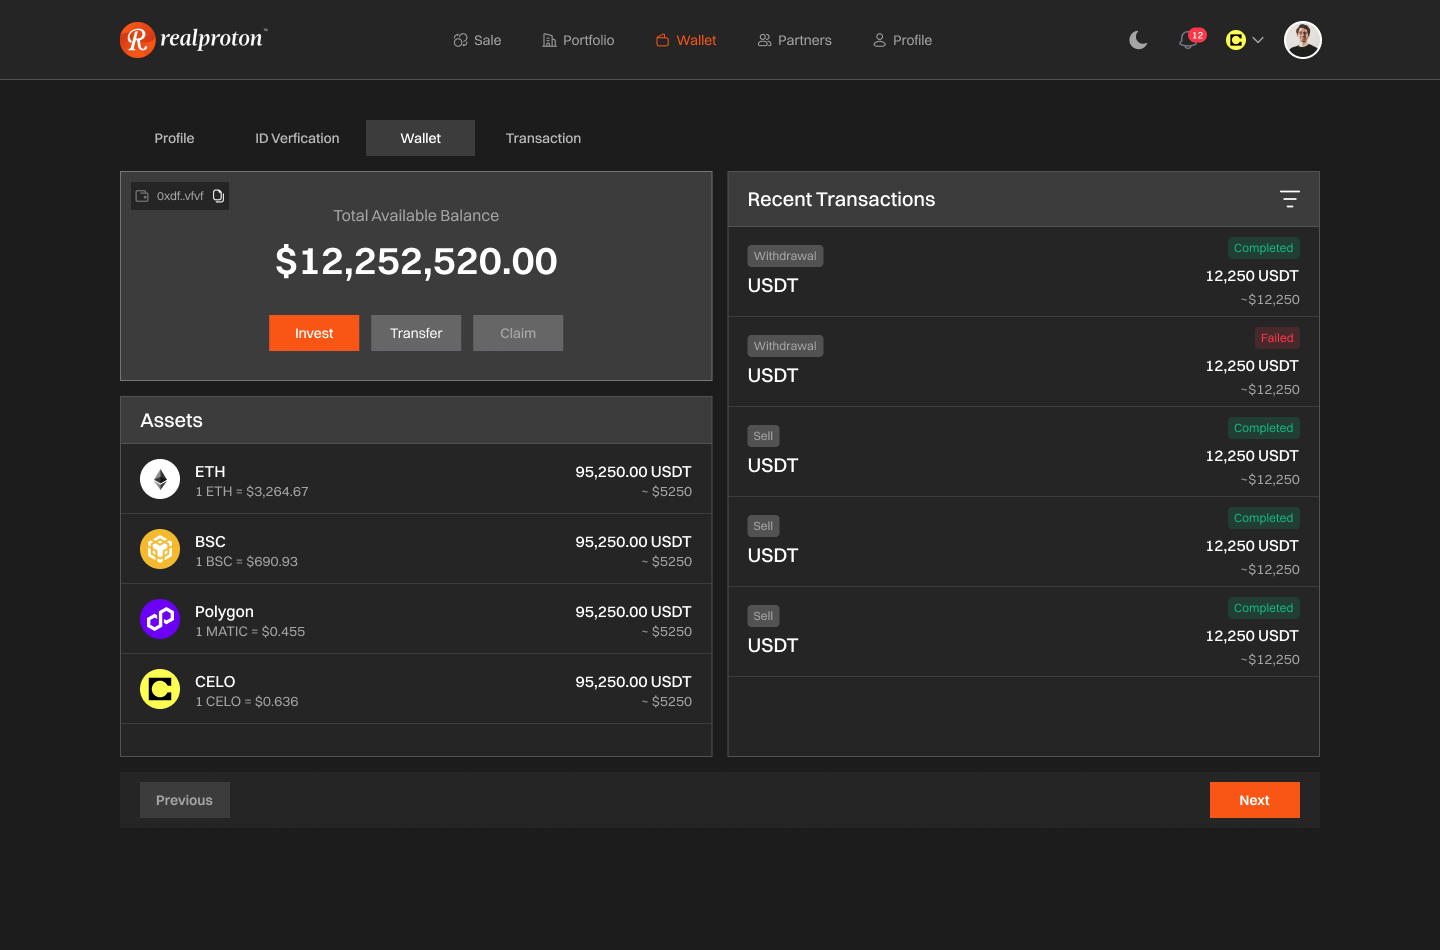 realproton™
Sale
Portfolio
Wallet
Partners
Profile
12
Profile
ID Verfication
Wallet
Transaction
0xdf..vfvf
Total Available Balance
$12,252,520.00
Invest
Transfer
Claim
Assets
ETH
95,250.00 USDT
1 ETH = $3,264.67
~ $5250
BSC
95,250.00 USDT
1 BSC = $690.93
~ $5250
Polygon
95,250.00 USDT
1 MATIC = $0.455
~ $5250
CELO
95,250.00 USDT
1 CELO = $0.636
~ $5250
Recent Transactions
Withdrawal
Completed
USDT
12,250 USDT
~$12,250
Withdrawal
Failed
USDT
12,250 USDT
~$12,250
Sell
Completed
USDT
12,250 USDT
~$12,250
Sell
Completed
USDT
12,250 USDT
~$12,250
Sell
Completed
USDT
12,250 USDT
~$12,250
Previous
Next